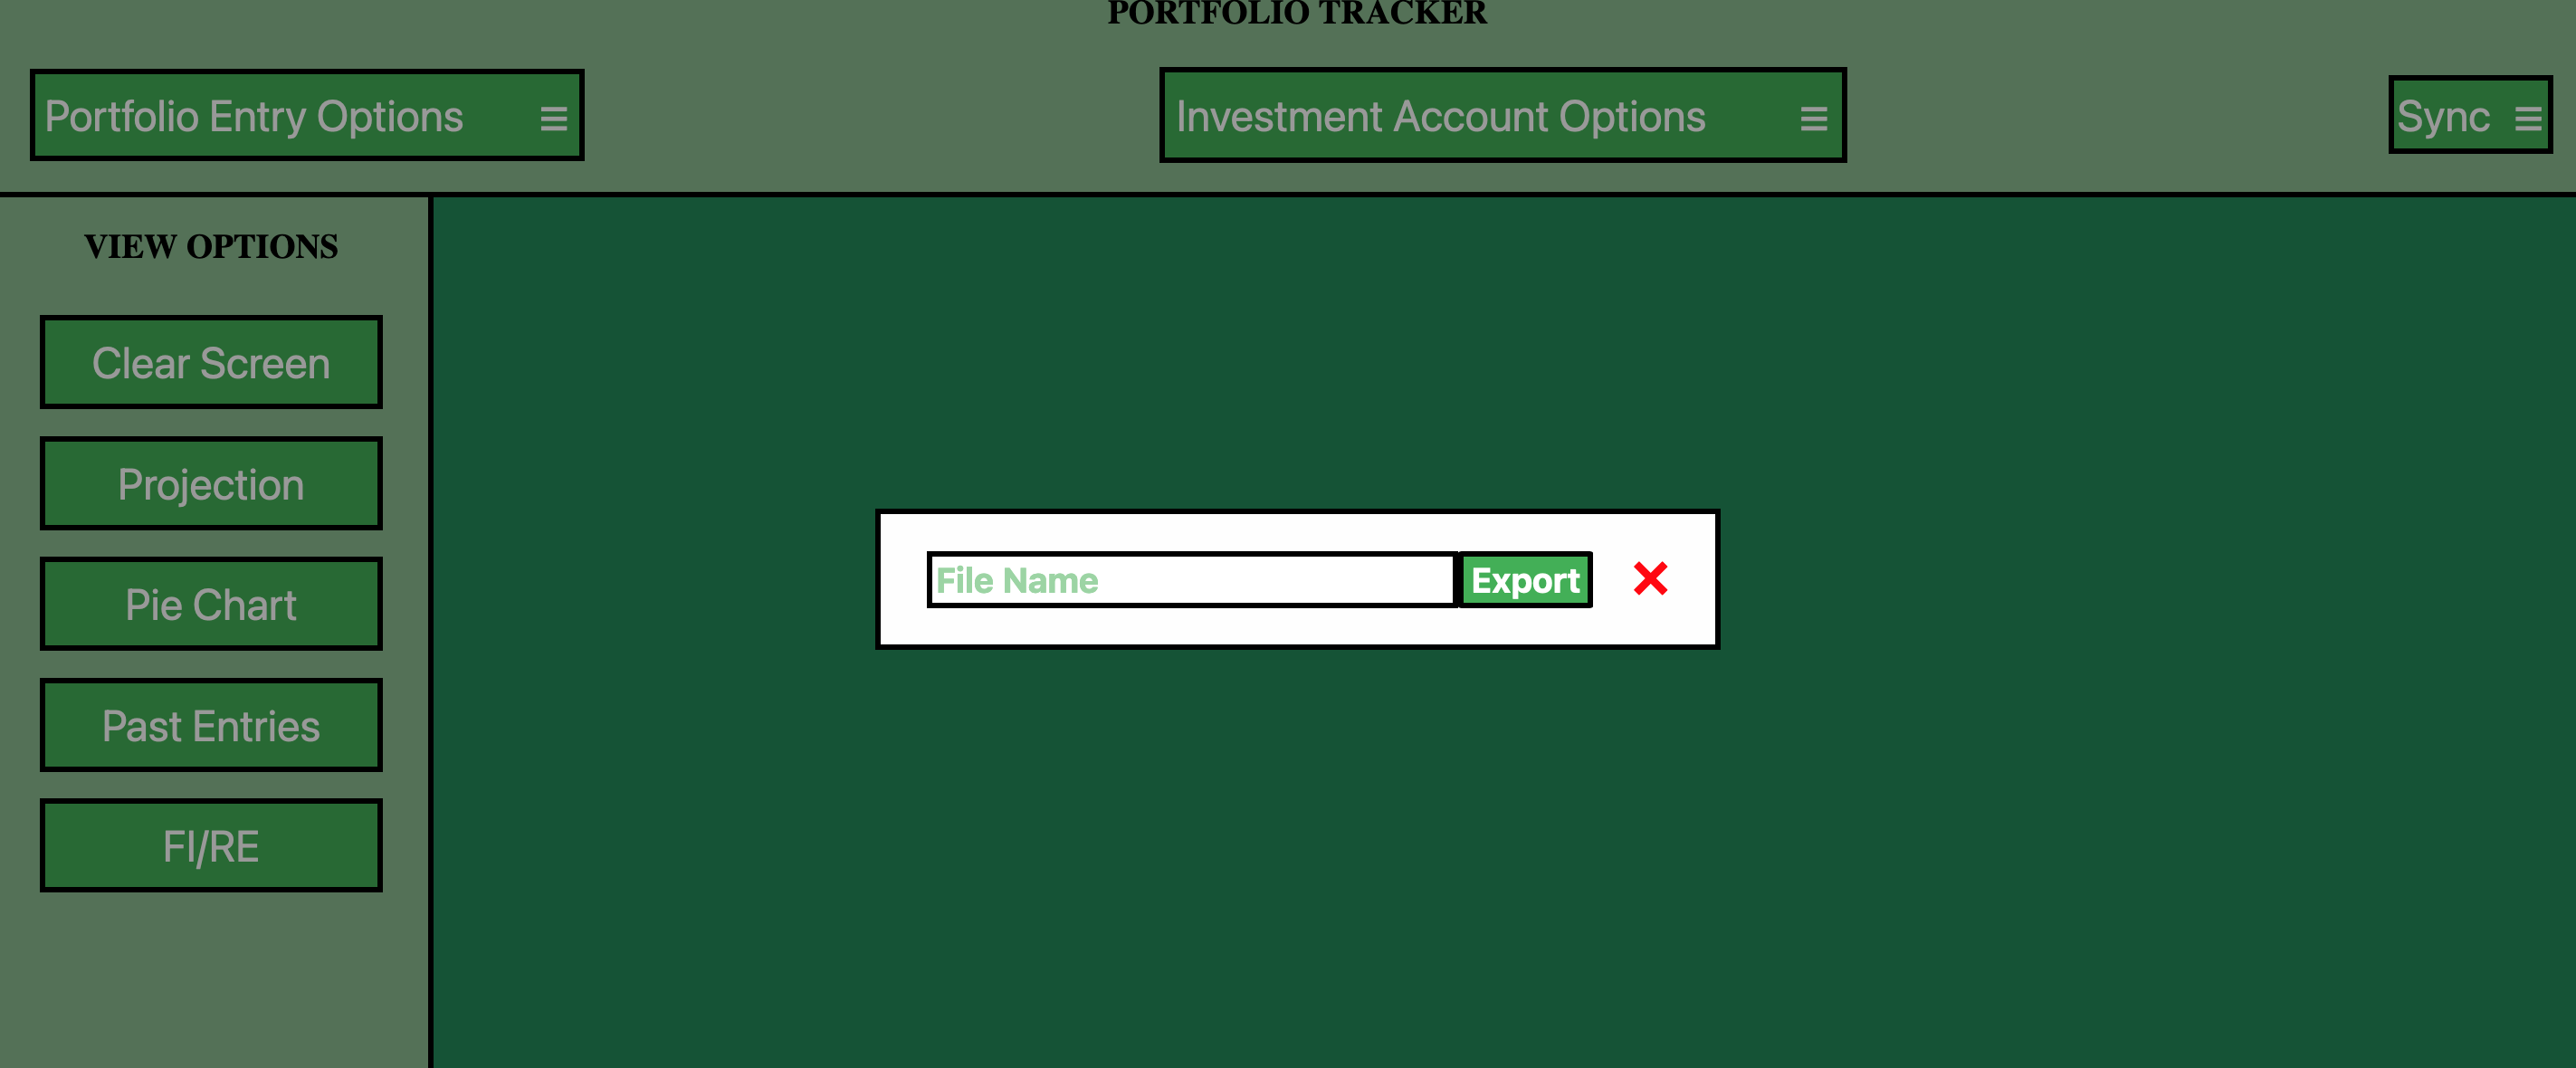 PORTFOLIO TRACKER
Portfolio Entry Options
Investment Account Options
Sync
VIEW OPTIONS
Clear Screen
Projection
Pie Chart
Past Entries
FI/RE
File Name
Export